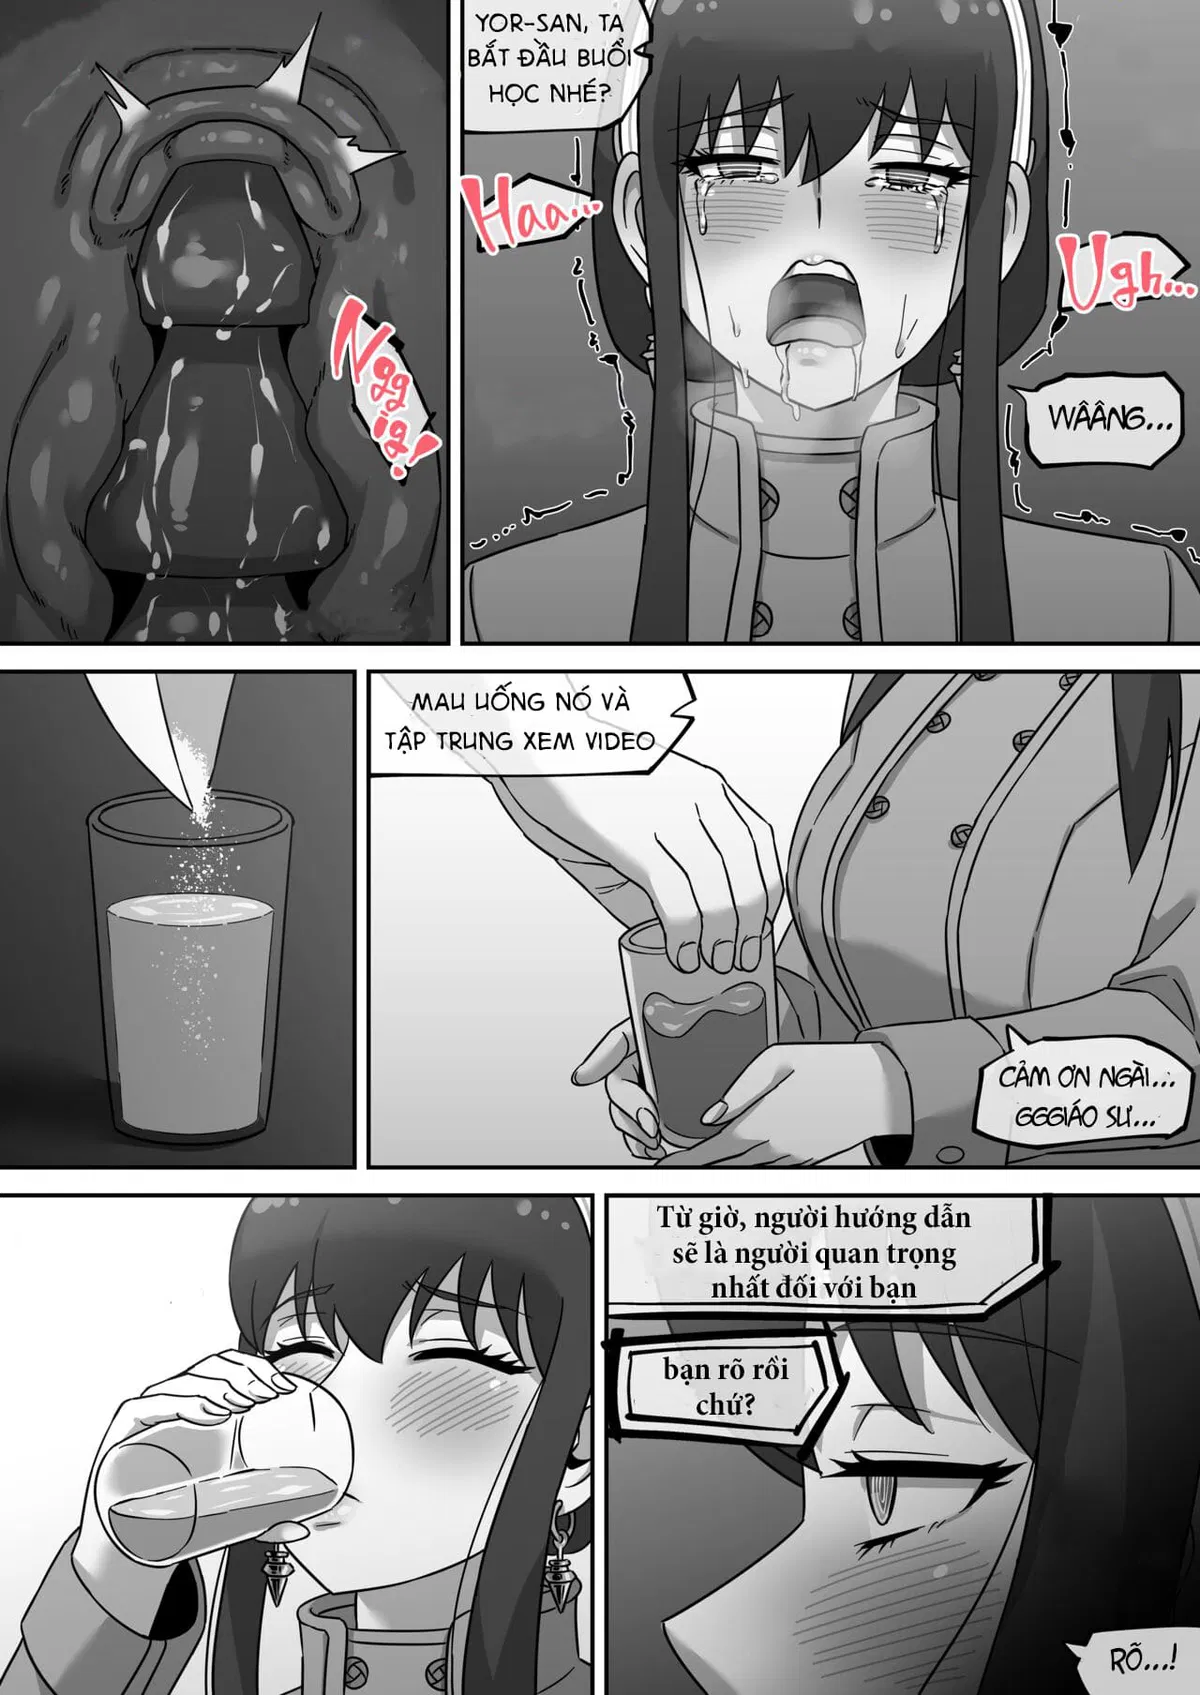 YOR-SAN, TA
BẮT ĐẦU BUỔI
HỌC NHÉ?
Haa...
Ugh...
Nggig!
WÂÂNG...
MAU UỐNG NÓ VÀ
TẬP TRUNG XEM VIDEO
CẢM ƠN NGÀI...
GGGIÁO SƯ...
Từ giờ, người hướng dẫn
sẽ là người quan trọng
nhất đối với bạn
bạn rõ rồi
chứ?
RÕ...!